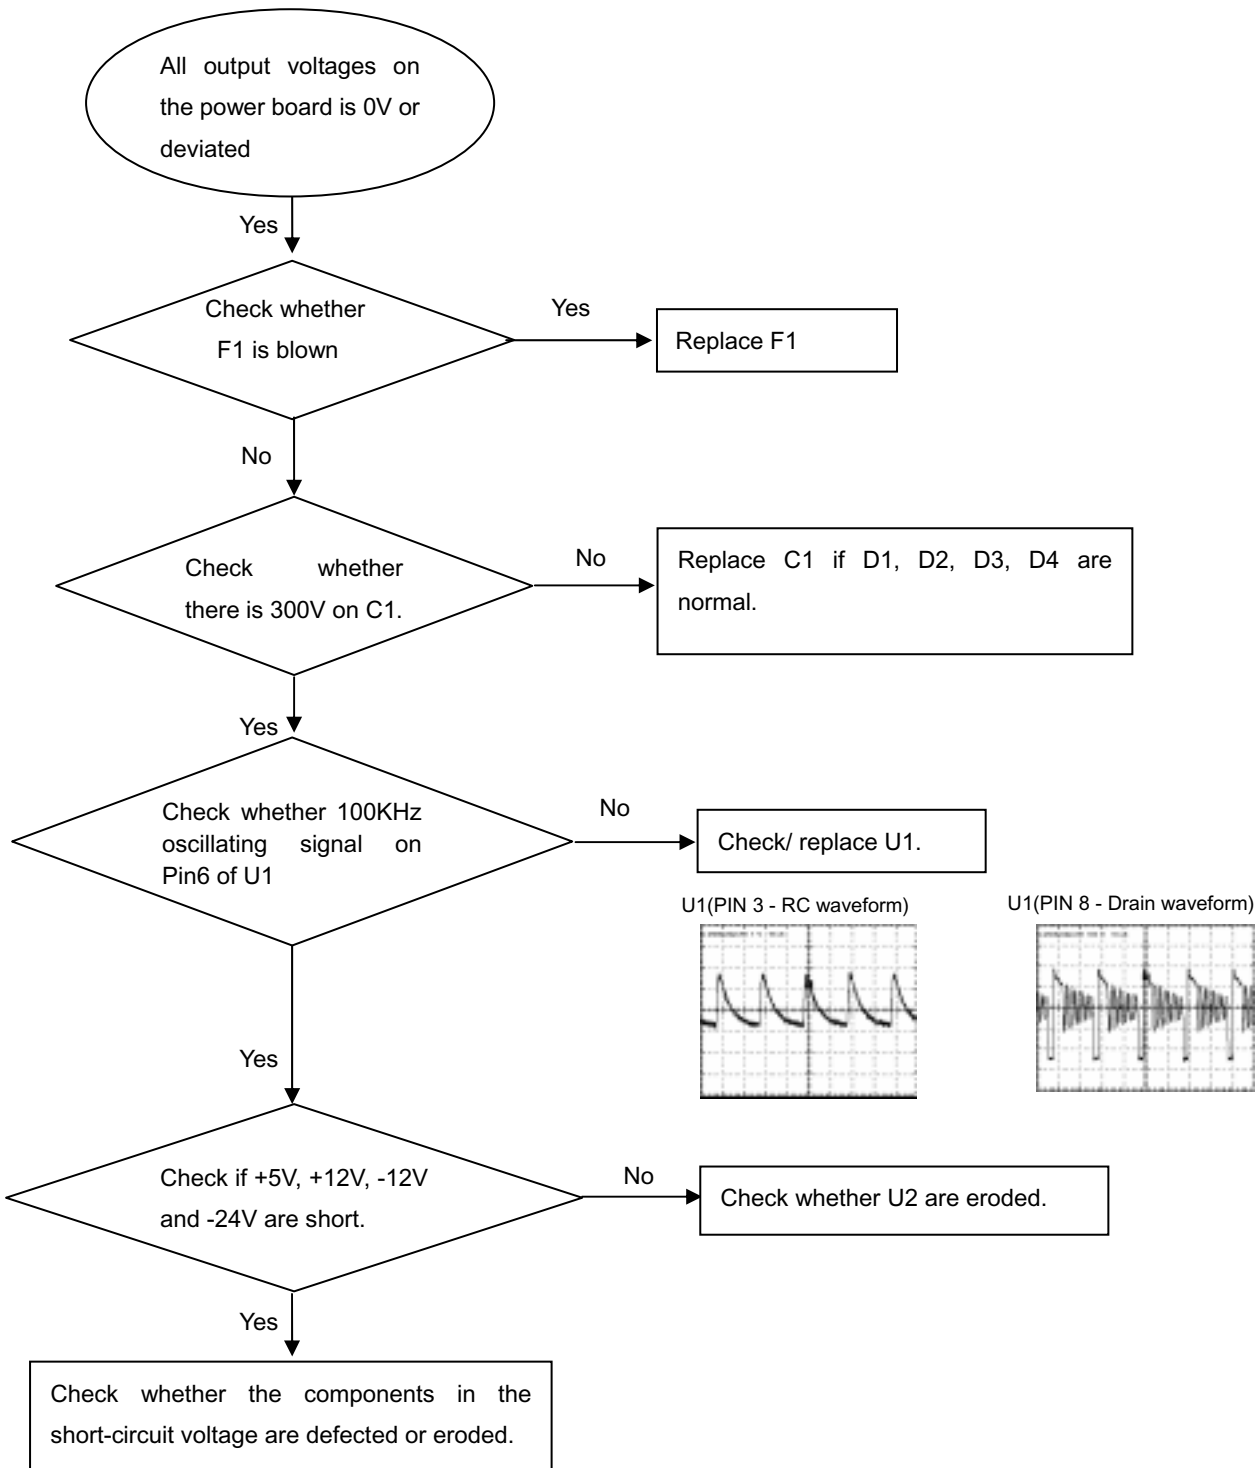 All output voltages on
the power board is 0V or
deviated
Yes
Check whether
F1 is blown
Yes
Replace F1
No
Check whether
there is 300V on C1.
No
Replace C1 if D1, D2, D3, D4 are
normal.
Yes
Check whether 100KHz
oscillating signal on
Pin6 of U1
No
Check/ replace U1.
U1(PIN 3 - RC waveform)
U1(PIN 8 - Drain waveform)
Yes
Check if +5V, +12V, -12V
and -24V are short.
No
Check whether U2 are eroded.
Yes
Check whether the components in the
short-circuit voltage are defected or eroded.